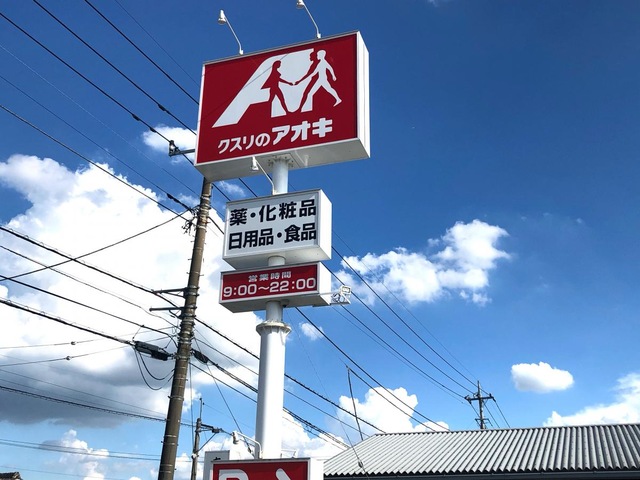 クスリのアオキ
薬・化粧品
日用品・食品
営業時間
9:00〜22:00